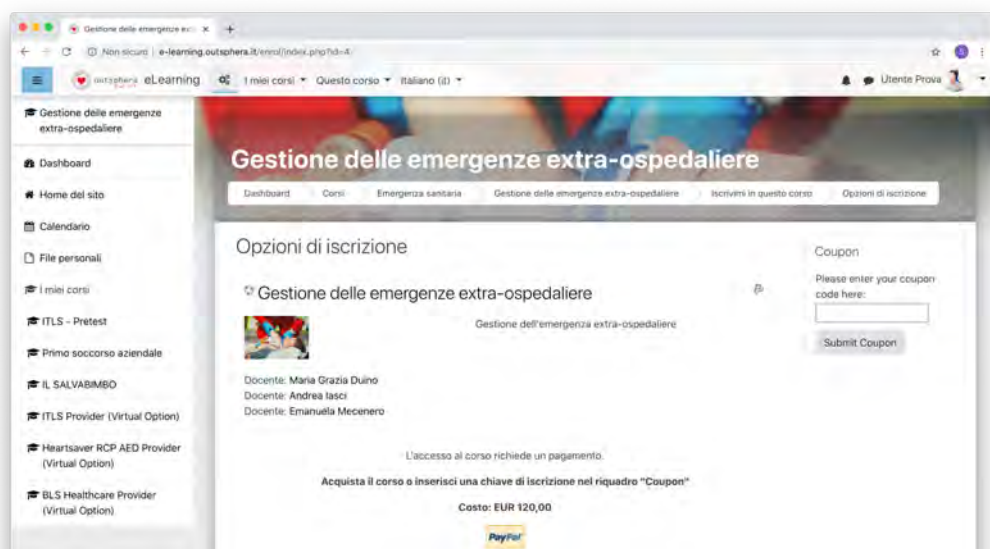 Gestione delle emergenze ex
Non sicuro | e-learning.outsphera.it/enrol/index.php?id=4
outsphera eLearning
I miei corsi
Questo corso
Italiano (it)
Utente Prova
Gestione delle emergenze
extra-ospedaliere
Dashboard
Home del sito
Calendario
File personali
I miei corsi
ITLS - Pretest
Primo soccorso aziendale
IL SALVABIMBO
ITLS Provider (Virtual Option)
Heartsaver RCP AED Provider
(Virtual Option)
BLS Healthcare Provider
(Virtual Option)
Gestione delle emergenze extra-ospedaliere
Dashboard
Corsi
Emergenza sanitaria
Gestione delle emergenze extra-ospedaliere
Iscriversi in questo corso
Opzioni di iscrizione
Opzioni di iscrizione
Gestione delle emergenze extra-ospedaliere
Gestione dell'emergenza extra-ospedaliere
Docente: Maria Grazia Duino
Docente: Andrea Iasci
Docente: Emanuela Mecenero
L'accesso al corso richiede un pagamento.
Acquista il corso o inserisci una chiave di iscrizione nel riquadro "Coupon"
Costo: EUR 120,00
PayPal
Coupon
Please enter your coupon
code here:
Submit Coupon